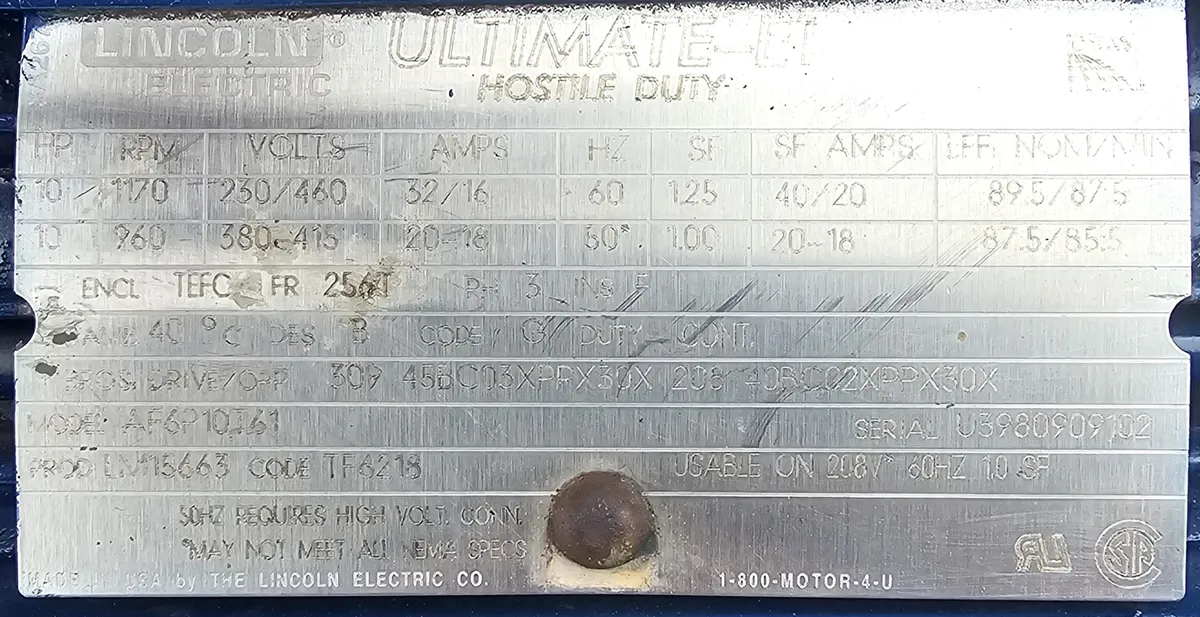 LINCOLN® ULTIMATE-E1
ELECTRIC HOSTILE DUTY
HP RPM VOLTS AMPS HZ SF SF AMPS EFF. NOM/MIN
10 1170 230/460 32/16 60 1.25 40/20 89.5/87.5
10 960 380-415 20-18 50* 1.00 20-18 87.5/85.5
ENCL TEFC FR 256T PH 3 INS F
AMB. 40 °C DES B CODE G DUTY CONT.
BRGS: DRIVE/OPP 309 45BC03XPPX30X 208 40BC02XPPX30X
MODEL AF6P10T61 SERIAL U3980909102
PROD LM15663 CODE TF6218 USABLE ON 208V* 60HZ 1.0 SF
50HZ REQUIRES HIGH VOLT. CONN.
*MAY NOT MEET ALL NEMA SPECS
MADE IN USA by THE LINCOLN ELECTRIC CO. 1-800-MOTOR-4-U